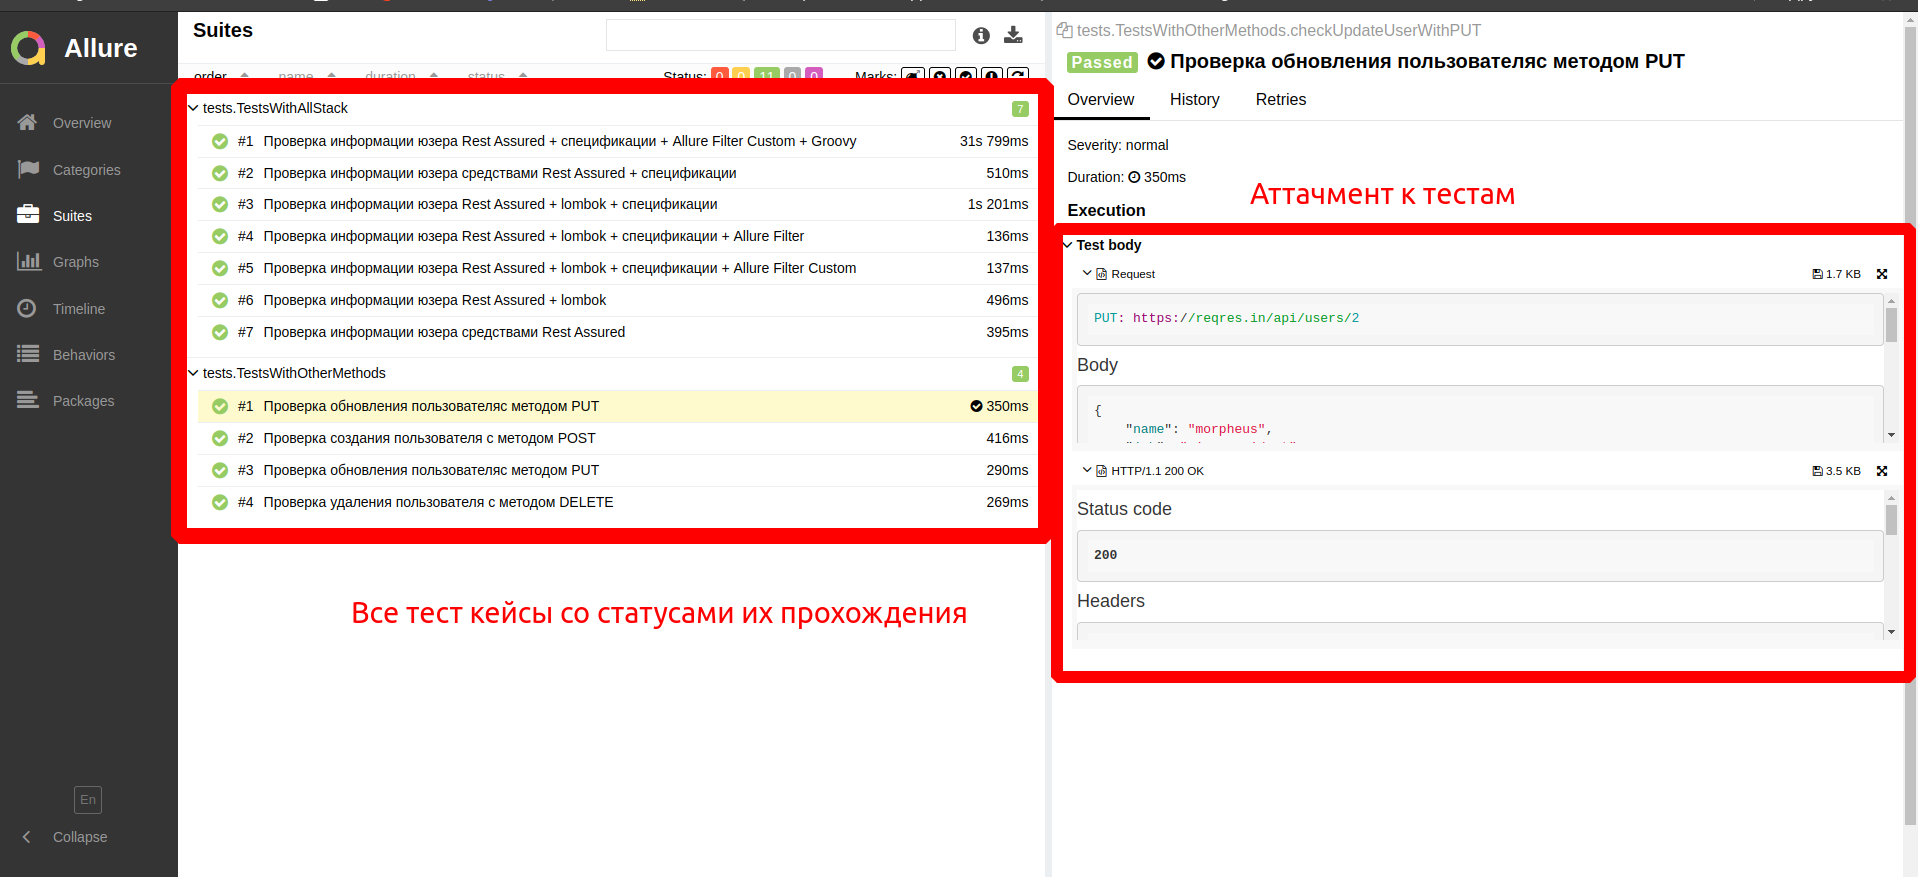 Allure
Overview
Categories
Suites
Graphs
Timeline
Behaviors
Packages
En
Collapse
Suites
order name duration status Status: 0 0 11 0 0 Marks:
tests.TestsWithAllStack 7
#1 Проверка информации юзера Rest Assured + спецификации + Allure Filter Custom + Groovy 31s 799ms
#2 Проверка информации юзера средствами Rest Assured + спецификации 510ms
#3 Проверка информации юзера Rest Assured + lombok + спецификации 1s 201ms
#4 Проверка информации юзера Rest Assured + lombok + спецификации + Allure Filter 136ms
#5 Проверка информации юзера Rest Assured + lombok + спецификации + Allure Filter Custom 137ms
#6 Проверка информации юзера Rest Assured + lombok 496ms
#7 Проверка информации юзера средствами Rest Assured 395ms
tests.TestsWithOtherMethods 4
#1 Проверка обновления пользователяс методом PUT 350ms
#2 Проверка создания пользователя с методом POST 416ms
#3 Проверка обновления пользователяс методом PUT 290ms
#4 Проверка удаления пользователя с методом DELETE 269ms
Все тест кейсы со статусами их прохождения
tests.TestsWithOtherMethods.checkUpdateUserWithPUT
Passed Проверка обновления пользователяс методом PUT
Overview History Retries
Severity: normal
Duration: 350ms
Аттачмент к тестам
Execution
Test body
Request 1.7 KB
PUT: https://reqres.in/api/users/2
Body
{
"name": "morpheus",
HTTP/1.1 200 OK 3.5 KB
Status code
200
Headers